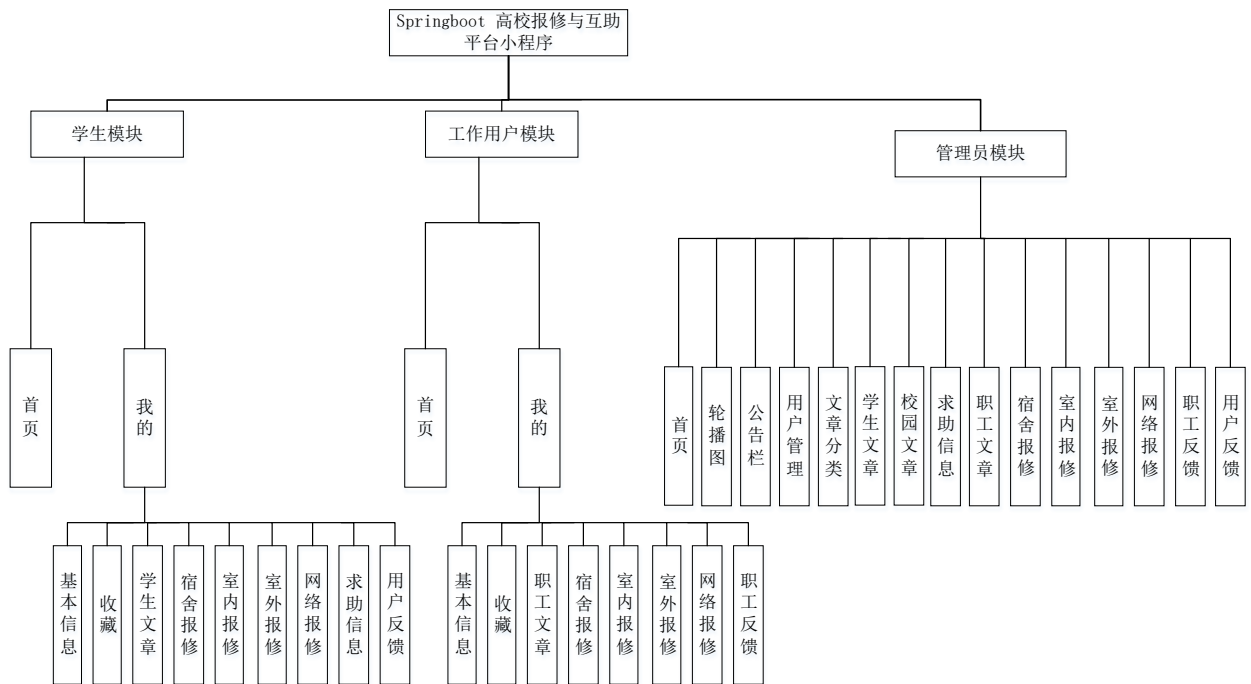 Springboot 高校报修与互助
平台小程序
学生模块
工作用户模块
管理员模块
首页
我的
首页
我的
首页
轮播图
公告栏
用户管理
文章分类
学生文章
校园文章
求助信息
职工文章
宿舍报修
室内报修
室外报修
网络报修
职工反馈
用户反馈
基本信息
收藏
学生文章
宿舍报修
室内报修
室外报修
网络报修
求助信息
用户反馈
基本信息
收藏
职工文章
宿舍报修
室内报修
室外报修
网络报修
职工反馈